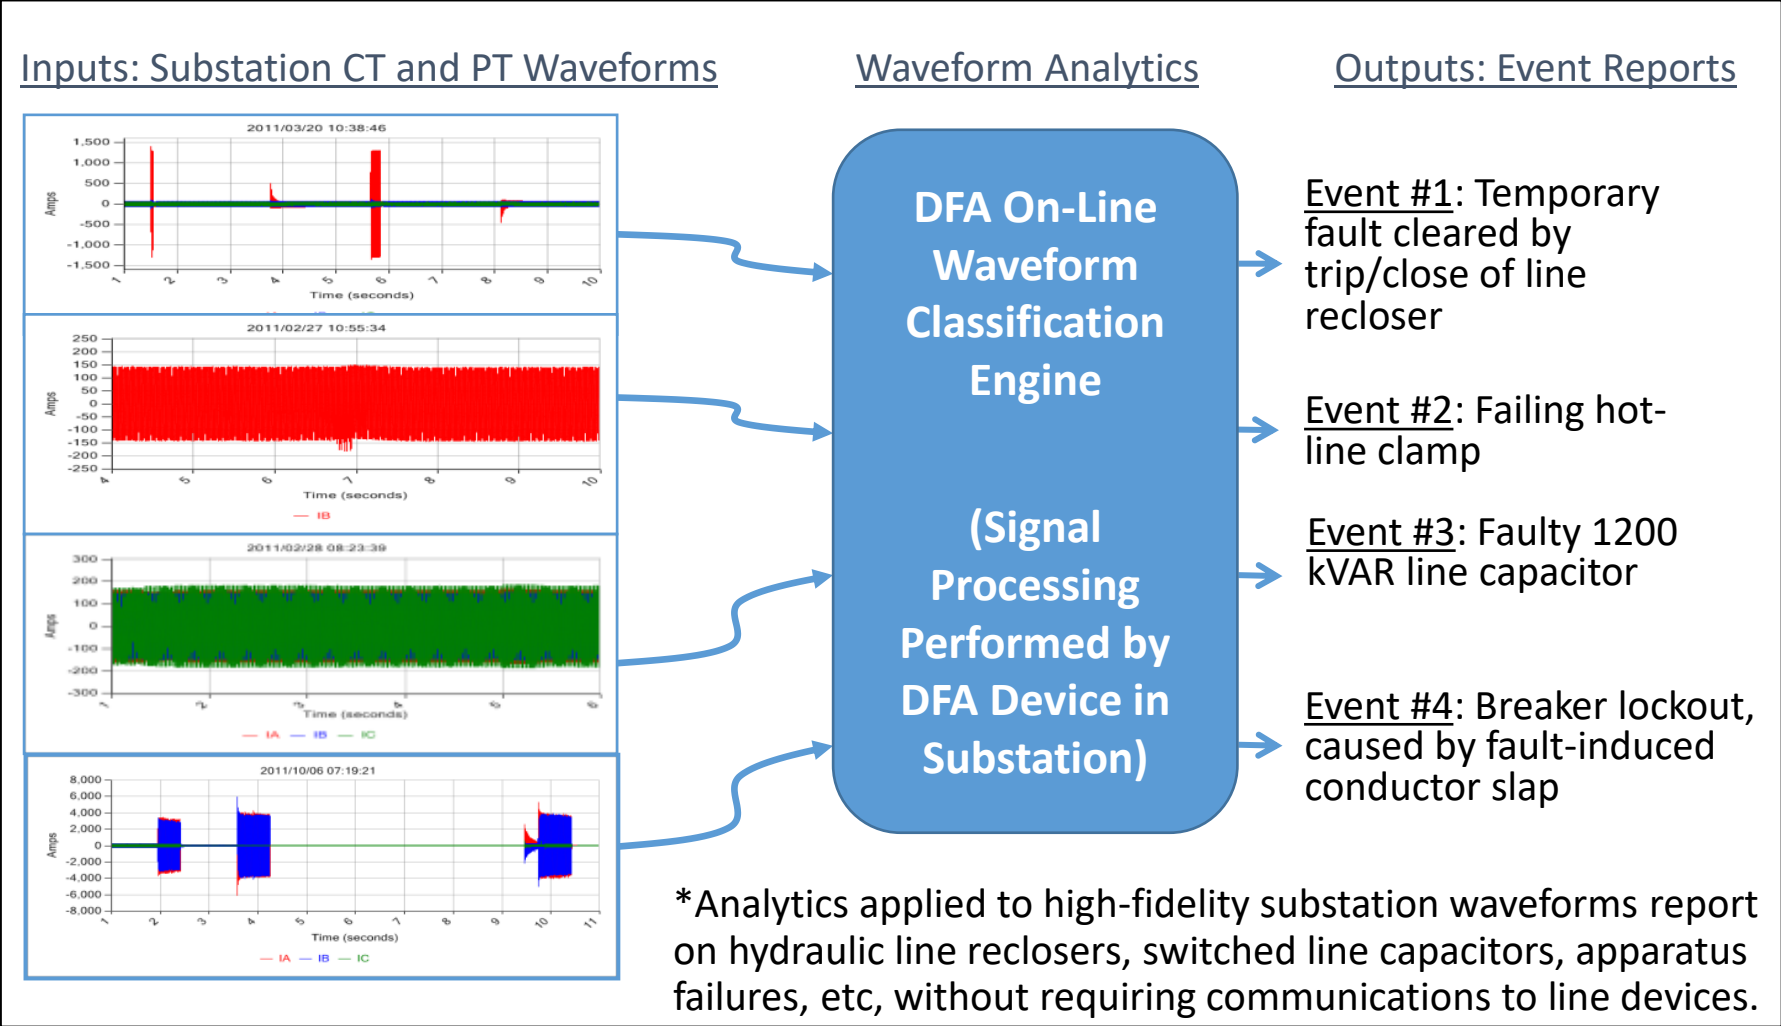 Inputs: Substation CT and PT Waveforms
Waveform Analytics
Outputs: Event Reports
2011/03/20 10:38:46
1,500
1,000
500
0
-500
-1,000
-1,500
Amps
1 2 3 4 5 6 7 8 9 10
Time (seconds)
2011/02/27 10:55:34
250
200
150
100
50
0
-50
-100
-150
-200
-250
Amps
4 5 6 7 8 9 10
Time (seconds)
IB
2011/02/28 08:23:39
300
200
100
0
-100
-200
-300
Amps
1 2 3 4 5 6
Time (seconds)
IA IB IC
2011/10/06 07:19:21
8,000
6,000
4,000
2,000
0
-2,000
-4,000
-6,000
-8,000
Amps
1 2 3 4 5 6 7 8 9 10 11
Time (seconds)
IA IB IC
DFA On-Line
Waveform
Classification
Engine
(Signal
Processing
Performed by
DFA Device in
Substation)
Event #1: Temporary
fault cleared by
trip/close of line
recloser
Event #2: Failing hot-
line clamp
Event #3: Faulty 1200
kVAR line capacitor
Event #4: Breaker lockout,
caused by fault-induced
conductor slap
*Analytics applied to high-fidelity substation waveforms report
on hydraulic line reclosers, switched line capacitors, apparatus
failures, etc, without requiring communications to line devices.